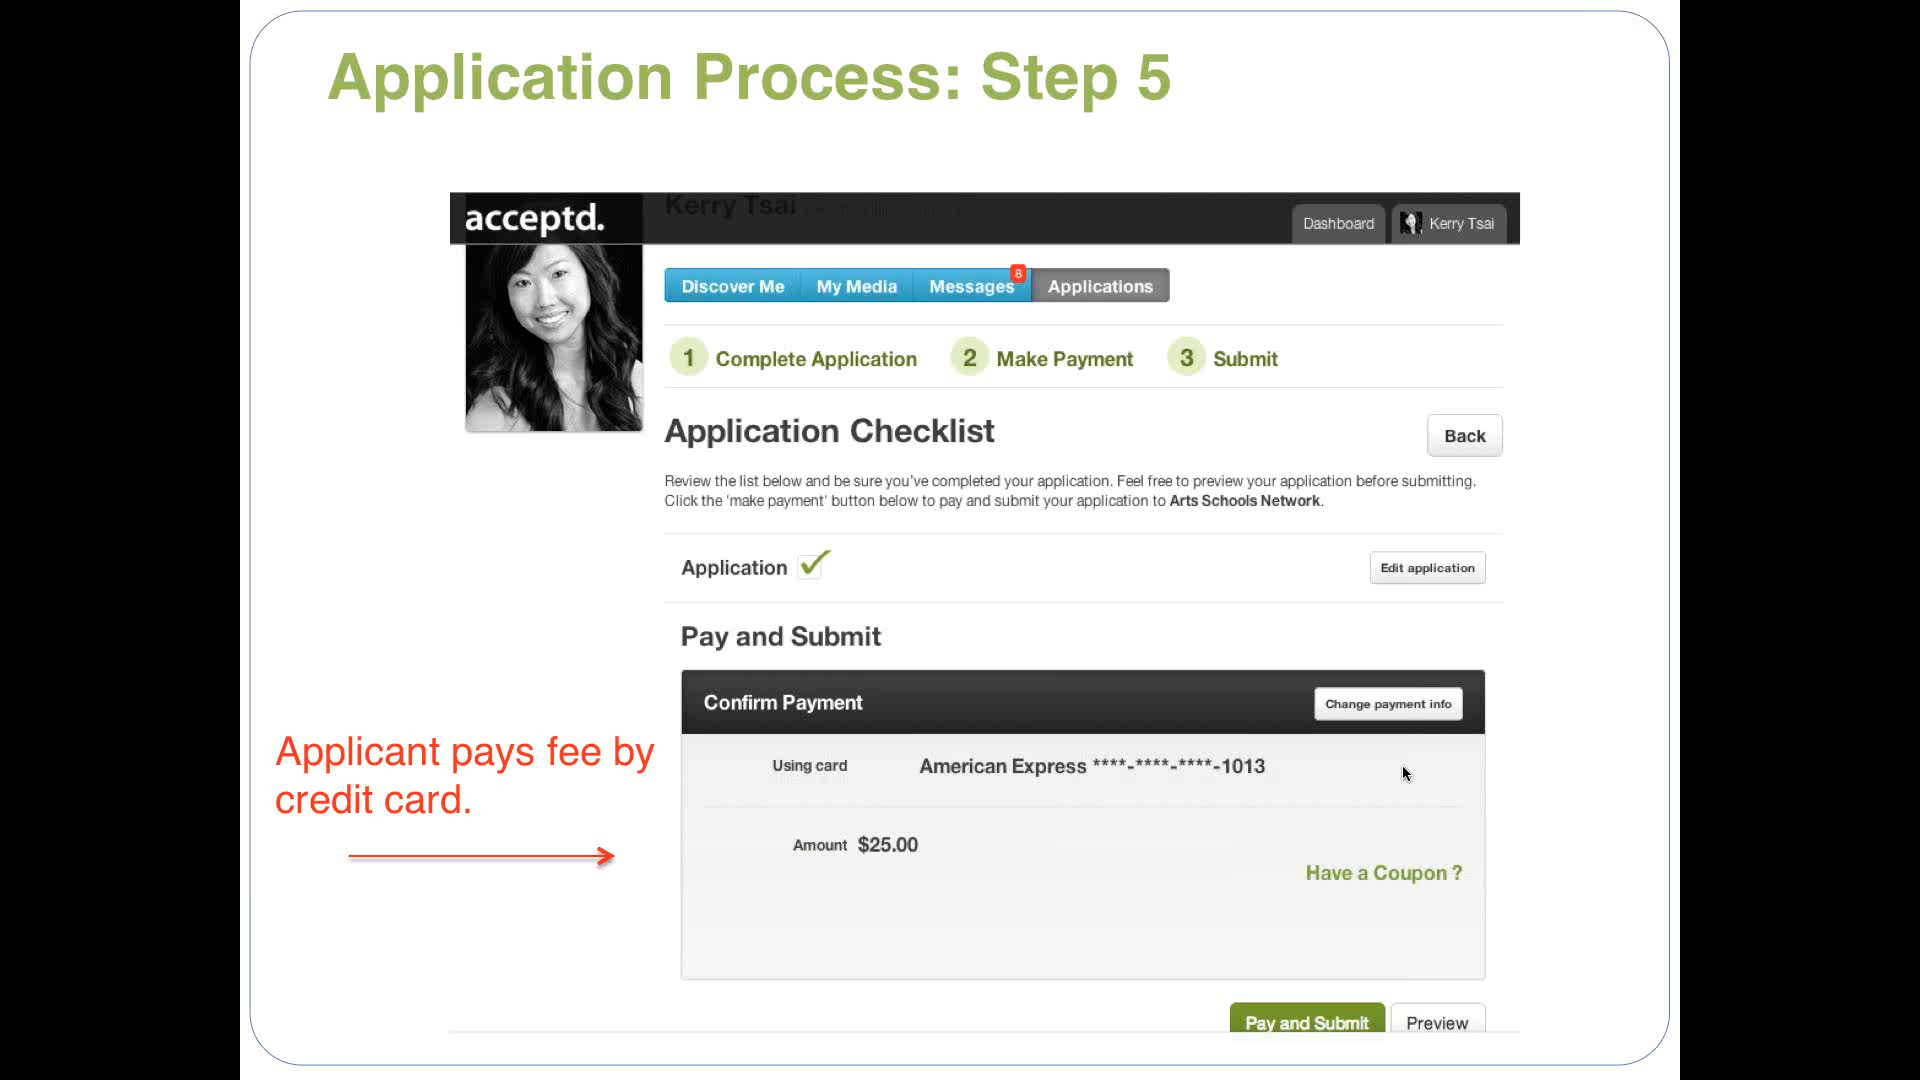 Application Process: Step 5
acceptd.
Kerry Tsai
Dashboard
Kerry Tsai
Discover Me
My Media
Messages
8
Applications
1 Complete Application
2 Make Payment
3 Submit
Application Checklist
Back
Review the list below and be sure you've completed your application. Feel free to preview your application before submitting.
Click the 'make payment' button below to pay and submit your application to Arts Schools Network.
Application
Edit application
Pay and Submit
Confirm Payment
Change payment info
Applicant pays fee by
credit card.
Using card American Express ****-****-****-1013
Amount $25.00
Have a Coupon ?
Pay and Submit
Preview